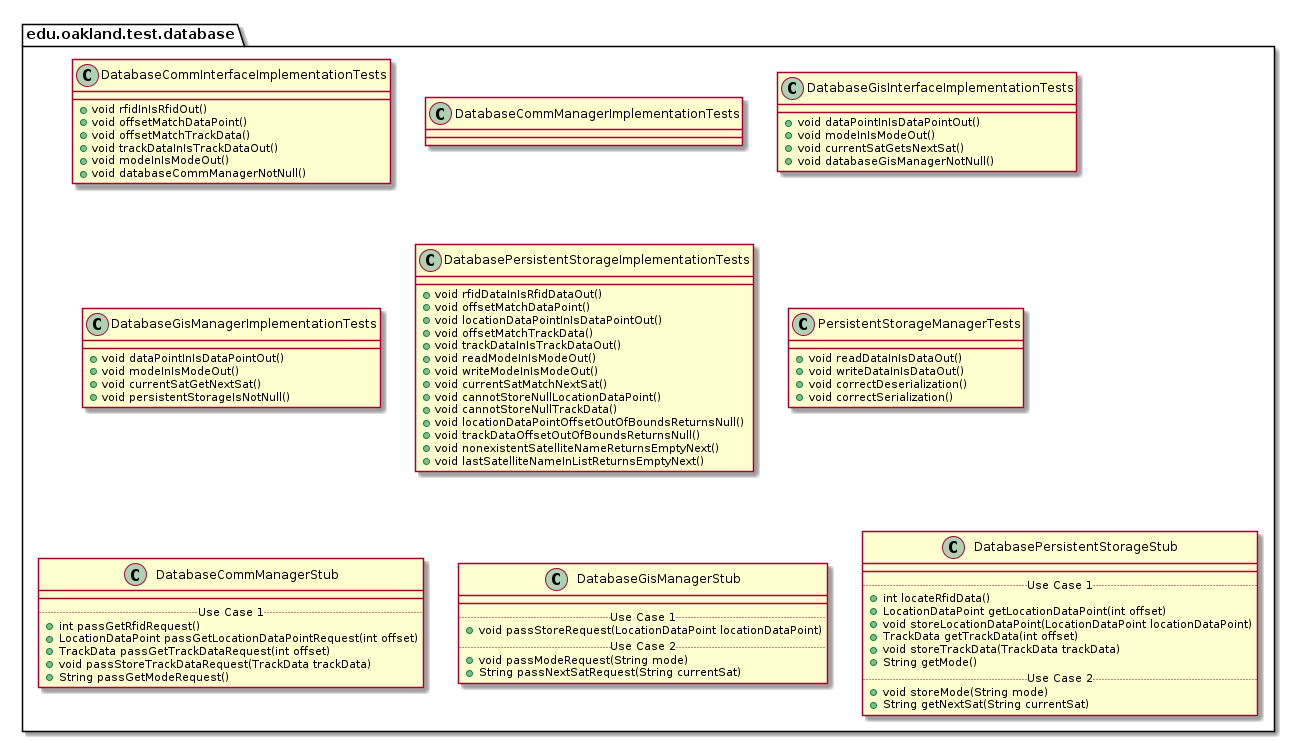 edu.oakland.test.database
C DatabaseCommInterfaceImplementationTests
void rfidInIsRfidOut()
void offsetMatchDataPoint()
void offsetMatchTrackData()
void trackDataInIsTrackDataOut()
void modeInIsModeOut()
void databaseCommManagerNotNull()
C DatabaseCommManagerImplementationTests
C DatabaseGisInterfaceImplementationTests
void dataPointInIsDataPointOut()
void modeInIsModeOut()
void currentSatGetsNextSat()
void databaseGisManagerNotNull()
C DatabaseGisManagerImplementationTests
void dataPointInIsDataPointOut()
void modeInIsModeOut()
void currentSatGetNextSat()
void persistentStorageIsNotNull()
C DatabasePersistentStorageImplementationTests
void rfidDataInIsRfidDataOut()
void offsetMatchDataPoint()
void locationDataPointInIsDataPointOut()
void offsetMatchTrackData()
void trackDataInIsTrackDataOut()
void readModeInIsModeOut()
void writeModeInIsModeOut()
void currentSatMatchNextSat()
void cannotStoreNullLocationDataPoint()
void cannotStoreNullTrackData()
void locationDataPointOffsetOutOfBoundsReturnsNull()
void trackDataOffsetOutOfBoundsReturnsNull()
void nonexistentSatelliteNameReturnsEmptyNext()
void lastSatelliteNameInListReturnsEmptyNext()
C PersistentStorageManagerTests
void readDataInIsDataOut()
void writeDataInIsDataOut()
void correctDeserialization()
void correctSerialization()
C DatabaseCommManagerStub
Use Case 1
int passGetRfidRequest()
LocationDataPoint passGetLocationDataPointRequest(int offset)
TrackData passGetTrackDataRequest(int offset)
void passStoreTrackDataRequest(TrackData trackData)
String passGetModeRequest()
C DatabaseGisManagerStub
Use Case 1
void passStoreRequest(LocationDataPoint locationDataPoint)
Use Case 2
void passModeRequest(String mode)
String passNextSatRequest(String currentSat)
C DatabasePersistentStorageStub
Use Case 1
int locateRfidData()
LocationDataPoint getLocationDataPoint(int offset)
void storeLocationDataPoint(LocationDataPoint locationDataPoint)
TrackData getTrackData(int offset)
void storeTrackData(TrackData trackData)
String getMode()
Use Case 2
void storeMode(String mode)
String getNextSat(String currentSat)